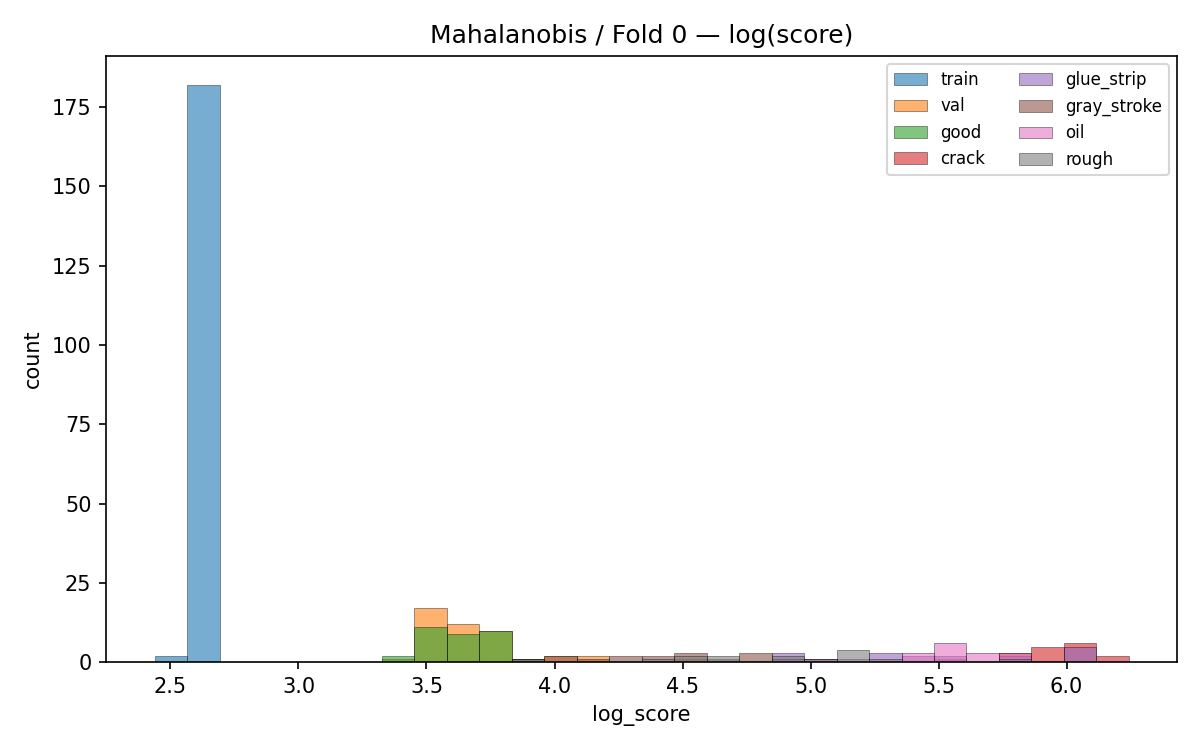 Mahalanobis / Fold 0 — log(score)
train
val
good
crack
glue_strip
gray_stroke
oil
rough
count
175
150
125
100
75
50
25
0
2.5 3.0 3.5 4.0 4.5 5.0 5.5 6.0
log_score